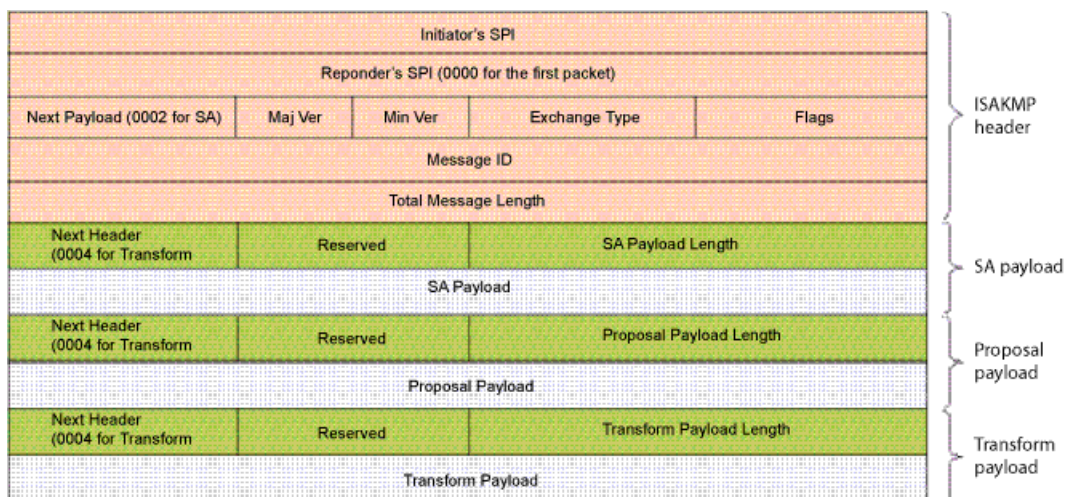 Initiator's SPI
Reponder's SPI (0000 for the first packet)
Next Payload (0002 for SA) Maj Ver Min Ver Exchange Type Flags
Message ID
Total Message Length
ISAKMP
header
Next Header
(0004 for Transform
Reserved
SA Payload Length
SA Payload
SA payload
Next Header
(0004 for Transform
Reserved
Proposal Payload Length
Proposal Payload
Proposal
payload
Next Header
(0004 for Transform
Reserved
Transform Payload Length
Transform Payload
Transform
payload